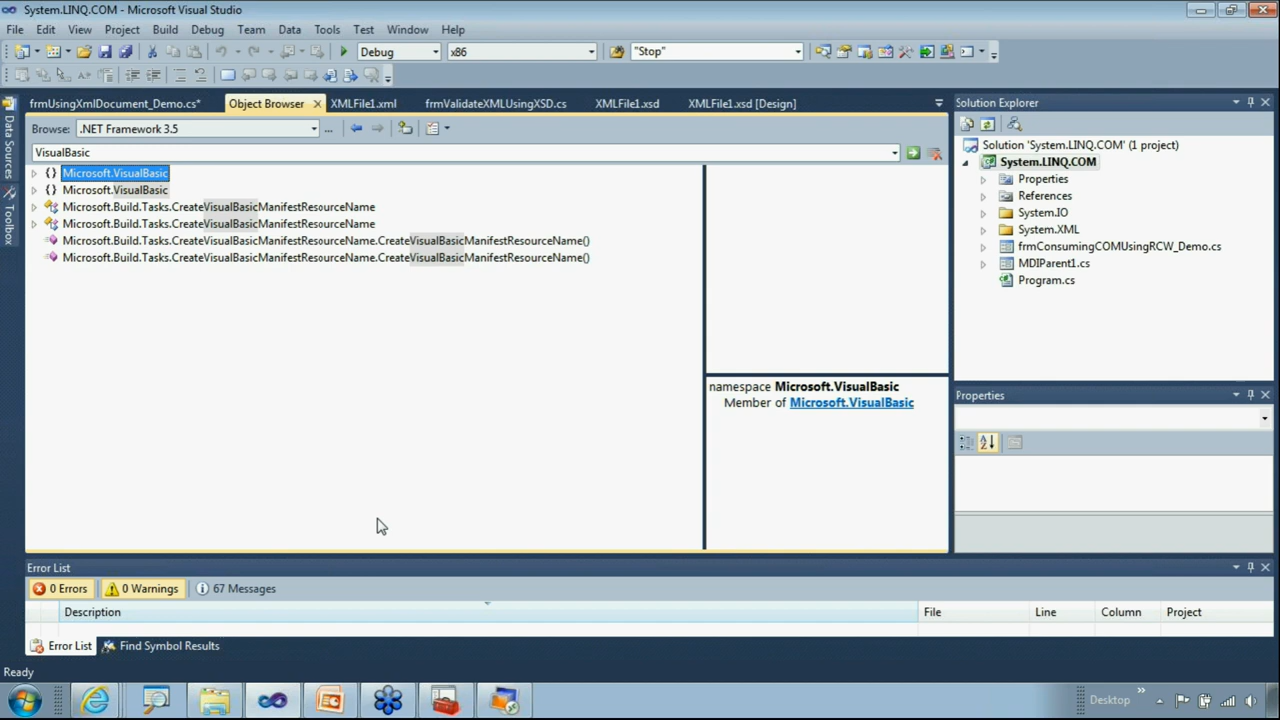 System.LINQ.COM - Microsoft Visual Studio
File Edit View Project Build Debug Team Data Tools Test Window Help
Debug x86 "Stop"
frmUsingXmlDocument_Demo.cs* Object Browser XMLFile1.xml frmValidateXMLUsingXSD.cs XMLFile1.xsd XMLFile1.xsd [Design]
Browse: .NET Framework 3.5 ...
VisualBasic
Microsoft.VisualBasic
Microsoft.VisualBasic
Microsoft.Build.Tasks.CreateVisualBasicManifestResourceName
Microsoft.Build.Tasks.CreateVisualBasicManifestResourceName
Microsoft.Build.Tasks.CreateVisualBasicManifestResourceName.CreateVisualBasicManifestResourceName()
Microsoft.Build.Tasks.CreateVisualBasicManifestResourceName.CreateVisualBasicManifestResourceName()
namespace Microsoft.VisualBasic
Member of Microsoft.VisualBasic
Data Sources
Toolbox
Solution Explorer
Solution 'System.LINQ.COM' (1 project)
System.LINQ.COM
Properties
References
System.IO
System.XML
frmConsumingCOMUsingRCW_Demo.cs
MDIParent1.cs
Program.cs
Properties
Error List
0 Errors 0 Warnings 67 Messages
Description File Line Column Project
Error List Find Symbol Results
Ready
Desktop